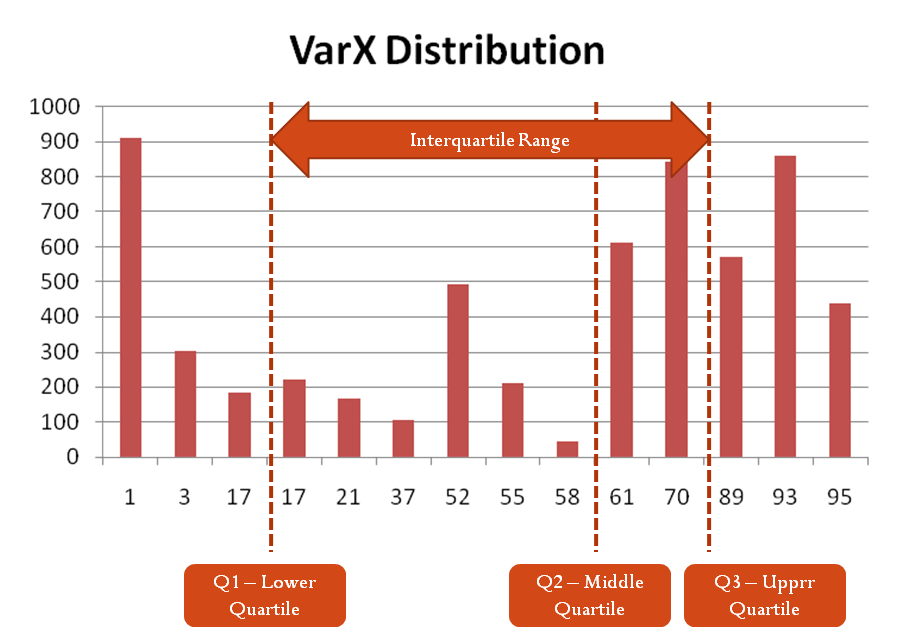 VarX Distribution
1000
900
800
700
600
500
400
300
200
100
0
Interquartile Range
1 3 17 17 21 37 52 55 58 61 70 89 93 95
Q1 – Lower
Quartile
Q2 – Middle
Quartile
Q3 – Upprr
Quartile